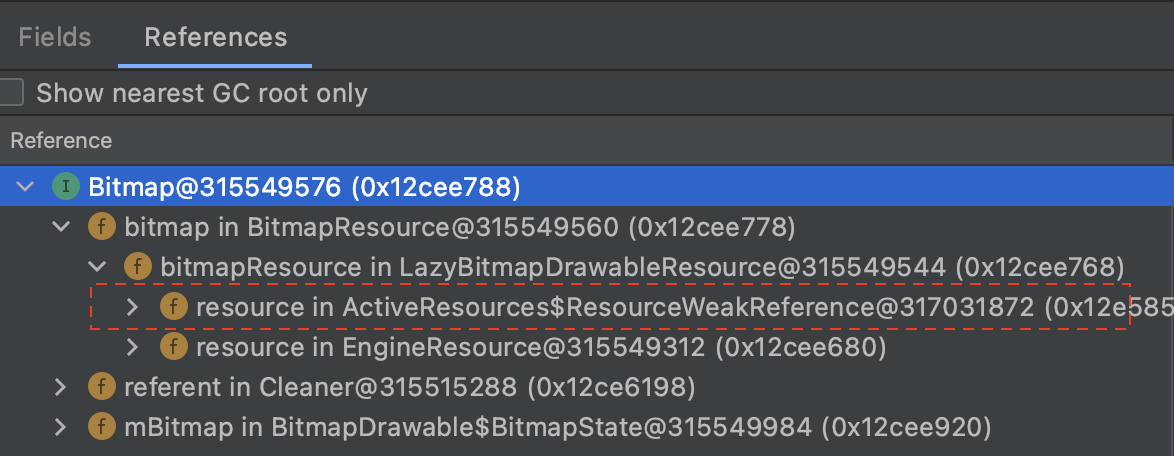 Fields References
Show nearest GC root only
Reference
I Bitmap@315549576 (0x12cee788)
f bitmap in BitmapResource@315549560 (0x12cee778)
f bitmapResource in LazyBitmapDrawableResource@315549544 (0x12cee768)
f resource in ActiveResources$ResourceWeakReference@317031872 (0x12e585
f resource in EngineResource@315549312 (0x12cee680)
f referent in Cleaner@315515288 (0x12ce6198)
f mBitmap in BitmapDrawable$BitmapState@315549984 (0x12cee920)